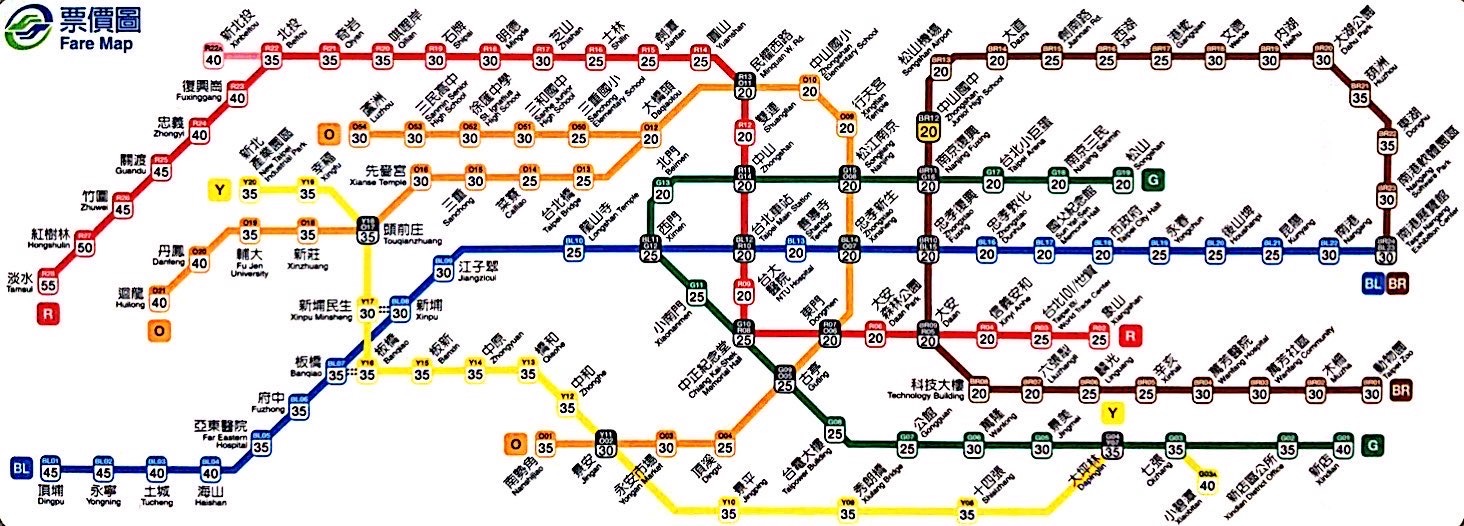 票價圖
Fare Map
新北投
Xinbeitou
R22A
40
北投
Beitou
R22
35
奇岩
Qiyan
R21
35
唭哩岸
Qilian
R20
35
石牌
Shipai
R19
30
明德
Mingde
R18
30
芝山
Zhishan
R17
30
士林
Shilin
R16
25
劍潭
Jiantan
R15
25
圓山
Yuanshan
R14
25
民權西路
Minquan W. Rd.
R13
O11
20
中山國小
Zhongshan
Elementary School
O10
20
行天宮
Xingtian
Temple
O09
20
松山機場
Songshan Airport
BR13
20
大直
Dazhi
BR14
20
劍南路
Jiannan Rd.
BR15
25
西湖
Xihu
BR16
25
港墘
Gangqian
BR17
25
文德
Wende
BR18
30
內湖
Neihu
BR19
30
大湖公園
Dahu Park
BR20
30
葫洲
Huzhou
BR21
35
東湖
Donghu
BR22
35
南港軟體園區
Nangang
Software Park
BR23
30
南港展覽館
Taipei Nangang
Exhibition Center
BR24
BL23
30
BL
BR
復興崗
Fuxinggang
R23
40
忠義
Zhongyi
R24
40
關渡
Guandu
R25
45
竹圍
Zhuwei
R26
45
紅樹林
Hongshulin
R27
50
淡水
Tamsui
R28
55
R
O
蘆洲
Luzhou
O54
30
三民高中
Sanmin Senior
High School
O53
30
徐匯中學
St. Ignatius
High School
O52
30
三和國中
Sanhe Junior
High School
O51
25
三重國小
Sanchong
Elementary School
O50
25
大橋頭
Daqiaotou
O12
20
雙連
Shuanglian
R12
20
中山國中
Zhongshan
Junior High School
BR12
20
Y
新北
產業園區
New Taipei
Industrial Park
Y20
35
幸福
Xingfu
Y19
35
先嗇宮
Xianse Temple
O16
30
三重
Sanchong
O15
30
菜寮
Cailiao
O14
25
台北橋
Taipei Bridge
O13
25
北門
Beimen
G13
20
中山
Zhongshan
R11
G14
20
松江南京
Songjiang
Nanjing
G15
O08
20
南京復興
Nanjing Fuxing
BR11
G16
20
台北小巨蛋
Taipei Arena
G17
20
南京三民
Nanjing Sanmin
G18
20
松山
Songshan
G19
20
G
頭前庄
Touqianzhuang
Y18
O17
35
新莊
Xinzhuang
O18
35
輔大
Fu Jen
University
O19
35
丹鳳
Danfeng
O20
40
迴龍
Huilong
O21
40
O
江子翠
Jiangzicui
BL09
30
龍山寺
Longshan Temple
BL10
25
西門
Ximen
BL11
G12
25
台北車站
Taipei Main Station
BL12
R10
20
善導寺
Shandao
Temple
BL13
20
忠孝新生
Zhongxiao
Xinsheng
BL14
O07
20
忠孝復興
Zhongxiao
Fuxing
BR10
BL15
20
忠孝敦化
Zhongxiao
Dunhua
BL16
20
國父紀念館
Sun Yat-Sen
Memorial Hall
BL17
20
市政府
Taipei City Hall
BL18
20
永春
Yongchun
BL19
25
後山埤
Houshanpi
BL20
25
昆陽
Kunyang
BL21
25
南港
Nangang
BL22
30
新埔民生
Xinpu Minsheng
Y17
30
新埔
Xinpu
BL08
30
小南門
Xiaonanmen
G11
25
台大
醫院
NTU Hospital
R09
20
東門
Dongmen
R07
O06
20
大安
森林公園
Daan Park
R06
20
大安
Daan
BR09
R05
20
信義安和
Xinyi Anhe
R04
20
台北101/世貿
Taipei 101/
World Trade Center
R03
25
象山
Xiangshan
R02
25
R
板橋
Banqiao
BL07
35
板橋
Banqiao
Y16
35
板新
Banxin
Y15
35
中原
Zhongyuan
Y14
35
橋和
Qiaohe
Y13
35
中和
Zhonghe
Y12
35
中正紀念堂
Chiang Kai-Shek
Memorial Hall
G10
R08
25
古亭
Guting
G09
O05
25
科技大樓
Technology Building
BR08
20
六張犁
Liuzhangli
BR07
20
麟光
Linguang
BR06
25
辛亥
Xinhai
BR05
25
萬芳醫院
Wanfang Hospital
BR04
30
萬芳社區
Wanfang Community
BR03
30
木柵
Muzha
BR02
30
動物園
Taipei Zoo
BR01
30
BR
府中
Fuzhong
BL06
35
亞東醫院
Far Eastern
Hospital
BL05
35
海山
Haishan
BL04
40
土城
Tucheng
BL03
45
永寧
Yongning
BL02
45
頂埔
Dingpu
BL01
45
BL
O
南勢角
Nanshijiao
O01
35
景安
Jingan
Y11
O02
30
永安市場
Yongan Market
O03
30
頂溪
Dingxi
O04
25
台電大樓
Taipower Building
G08
25
公館
Gongguan
G07
25
萬隆
Wanlong
G06
30
景美
Jingmei
G05
30
Y
大坪林
Dapinglin
G04
Y07
35
七張
Qizhang
G03
35
小碧潭
Xiaobitan
G03A
40
新店區公所
Xindian District Office
G02
35
新店
Xindian
G01
40
G
景平
Jingping
Y10
35
秀朗橋
Xiulang Bridge
Y09
35
十四張
Shisizhang
Y08
35